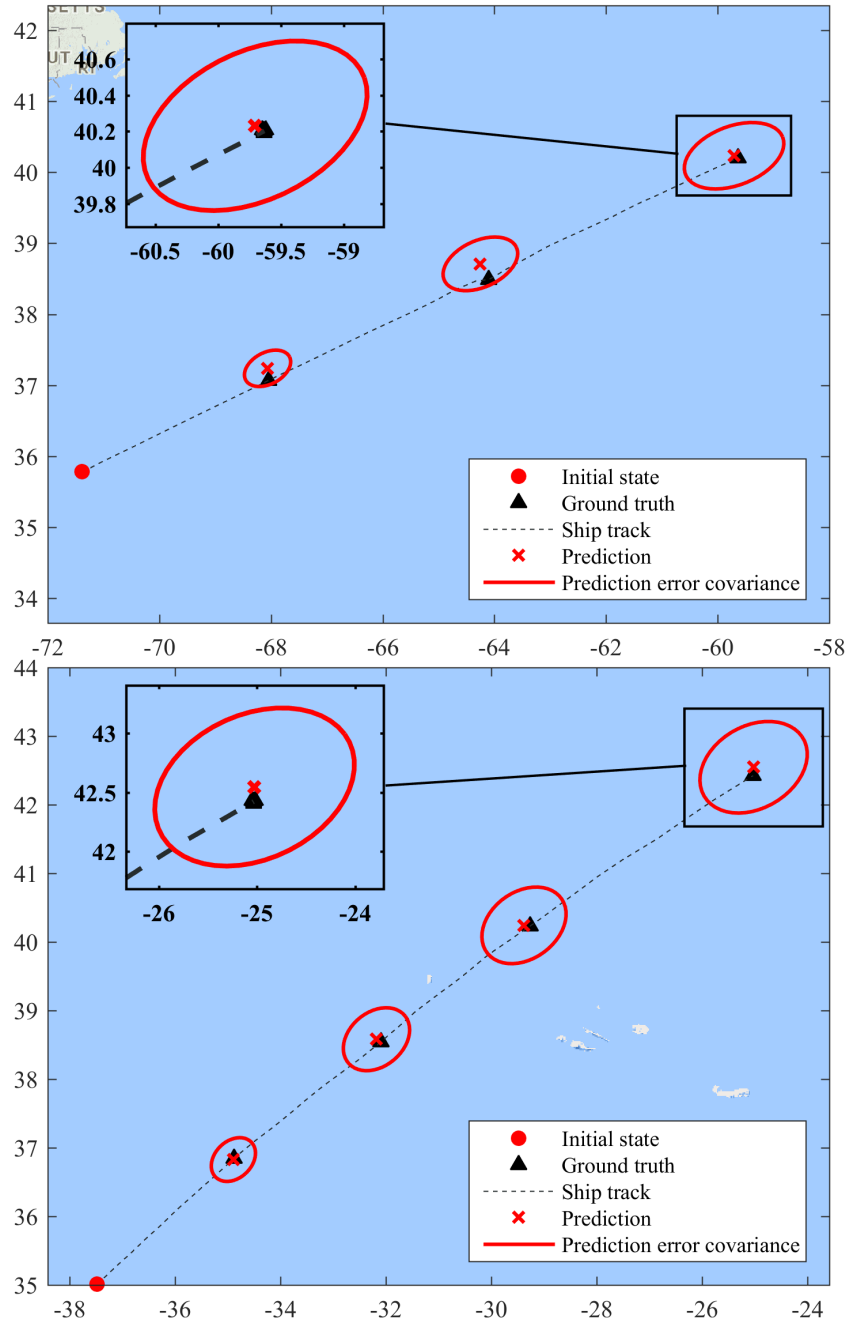 SETTS
UT RI
42
41
40
39
38
37
36
35
34
40.6
40.4
40.2
40
39.8
-60.5 -60 -59.5 -59
Initial state
Ground truth
Ship track
Prediction
Prediction error covariance
-72 -70 -68 -66 -64 -62 -60 -58
44
43
42
41
40
39
38
37
36
35
43
42.5
42
-26 -25 -24
Initial state
Ground truth
Ship track
Prediction
Prediction error covariance
-38 -36 -34 -32 -30 -28 -26 -24